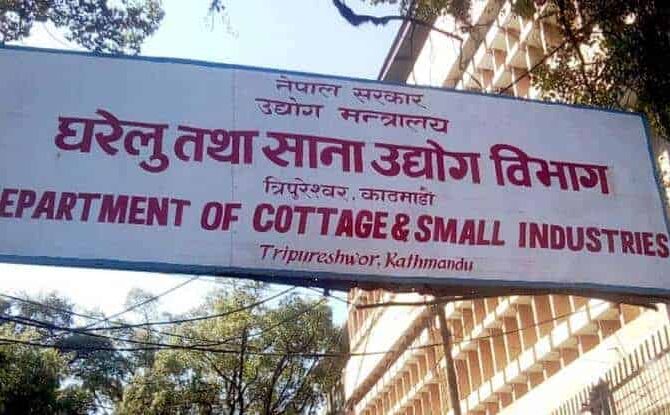 नेपाल सरकार
उद्योग मन्त्रालय
घरेलु तथा साना उद्योग विभाग
त्रिपुरेश्वर, काठमाडौं
EPARTMENT OF COTTAGE & SMALL INDUSTRIES
Tripureshwor, Kathmandu